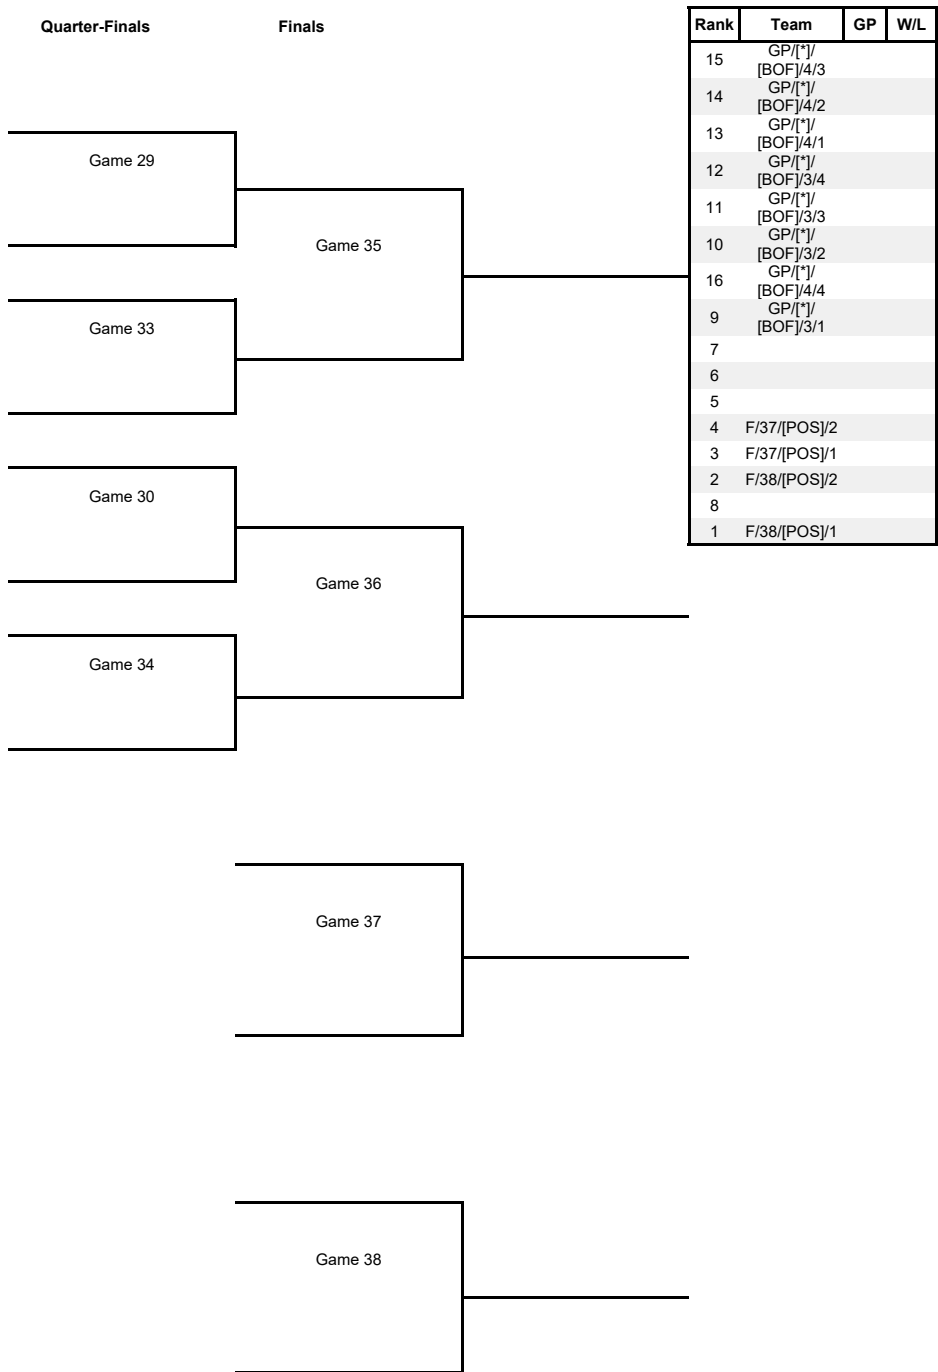 Quarter-Finals Finals
Rank Team GP W/L
15 GP/[*]/
[BOF]/4/3
14 GP/[*]/
[BOF]/4/2
13 GP/[*]/
[BOF]/4/1
12 GP/[*]/
[BOF]/3/4
11 GP/[*]/
[BOF]/3/3
10 GP/[*]/
[BOF]/3/2
16 GP/[*]/
[BOF]/4/4
9 GP/[*]/
[BOF]/3/1
7
6
5
4 F/37/[POS]/2
3 F/37/[POS]/1
2 F/38/[POS]/2
8
1 F/38/[POS]/1
Game 29
Game 35
Game 33
Game 30
Game 36
Game 34
Game 37
Game 38